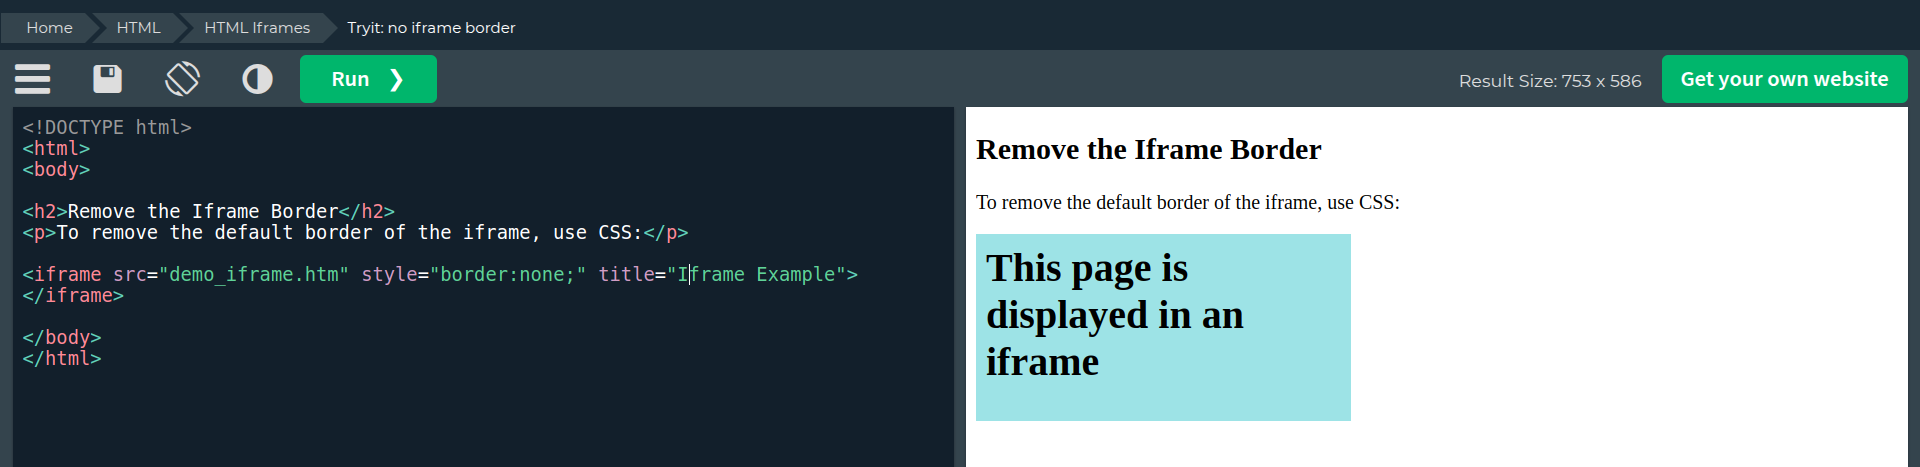 Home HTML HTML Iframes Tryit: no iframe border
Run ❯ Result Size: 753 x 586 Get your own website
<!DOCTYPE html>
<html>
<body>
<h2>Remove the Iframe Border</h2>
<p>To remove the default border of the iframe, use CSS:</p>
<iframe src="demo_iframe.htm" style="border:none;" title="Iframe Example">
</iframe>
</body>
</html>
Remove the Iframe Border
To remove the default border of the iframe, use CSS:
This page is
displayed in an
iframe